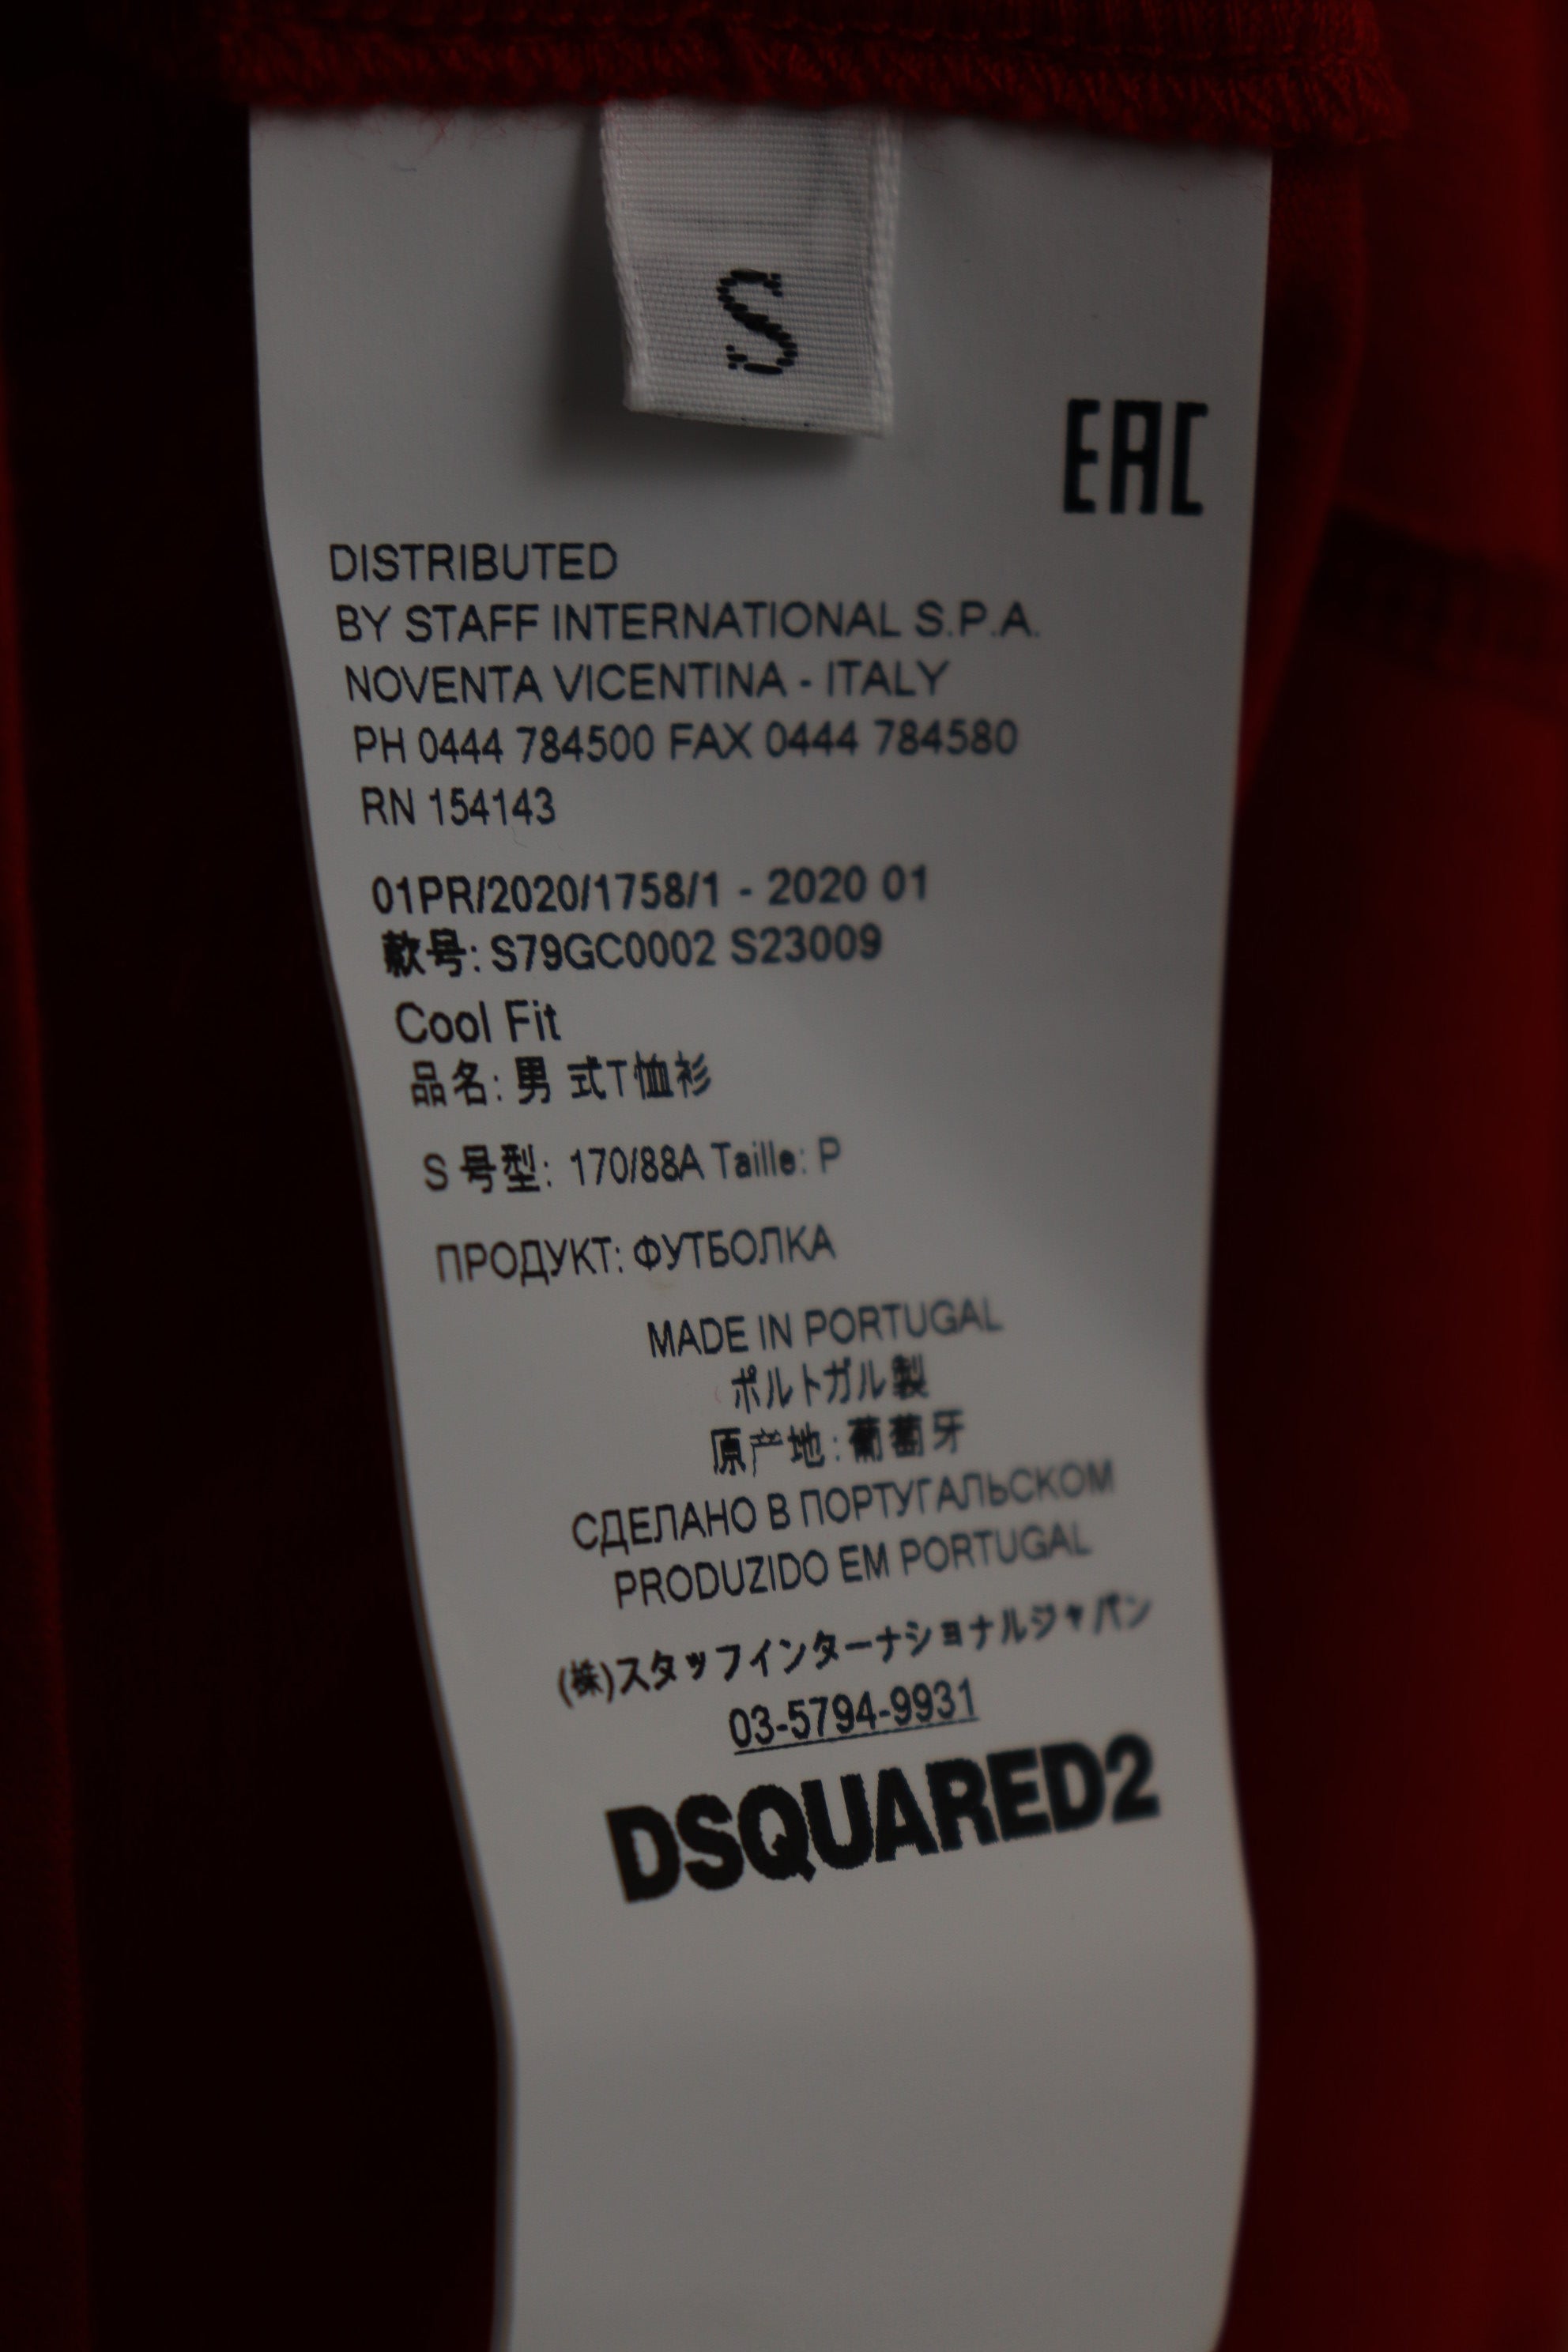 S
EAC
DISTRIBUTED
BY STAFF INTERNATIONAL S.P.A.
NOVENTA VICENTINA - ITALY
PH 0444 784500 FAX 0444 784580
RN 154143
01PR/2020/1758/1 - 2020 01
款号: S79GC0002 S23009
Cool Fit
品名: 男 式T恤衫
S 号型: 170/88A Taille: P
ПРОДУКТ: ФУТБОЛКА
MADE IN PORTUGAL
ポルトガル製
原产地: 葡萄牙
СДЕЛАНО В ПОРТУГАЛЬСКОМ
PRODUZIDO EM PORTUGAL
(株)スタッフインターナショナルジャパン
03-5794-9931
DSQUARED2